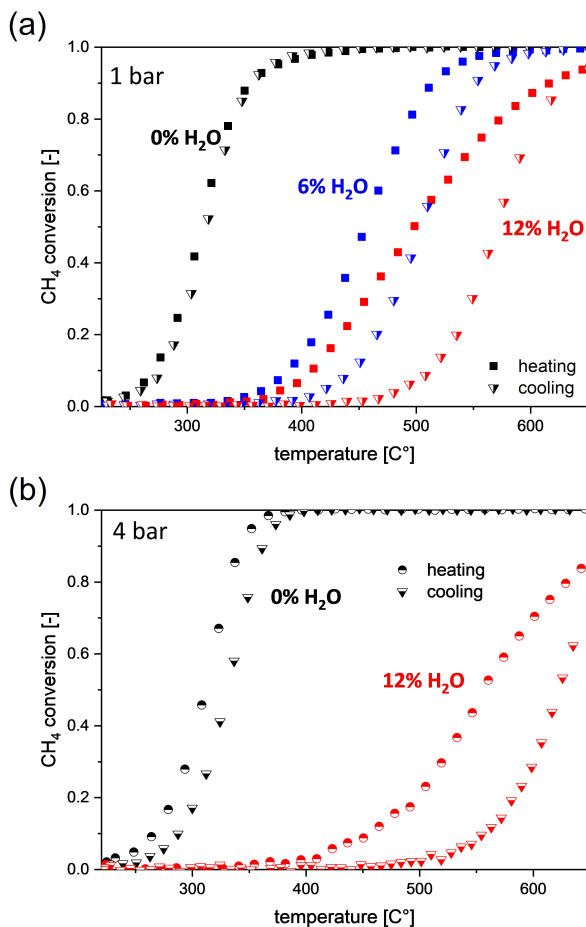 (a)
1 bar
0% H₂O
6% H₂O
12% H₂O
heating
cooling
CH₄ conversion [-]
1.0
0.8
0.6
0.4
0.2
0.0
300
400
500
600
temperature [C°]
(b)
4 bar
0% H₂O
12% H₂O
heating
cooling
CH₄ conversion [-]
1.0
0.8
0.6
0.4
0.2
0.0
300
400
500
600
temperature [C°]